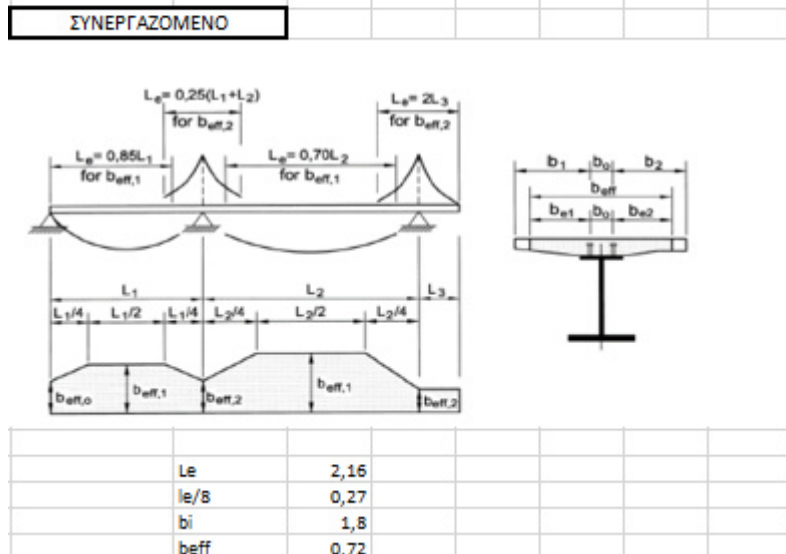 ΣΥΝΕΡΓΑΖΟΜΕΝΟ
Le= 0,25(L1+L2)
for beff,2
Le= 2L3
for beff,2
Le= 0,85L1
for beff,1
Le= 0,70L2
for beff,1
b1 b0 b2
beff
be1 b0 be2
L1 L2 L3
L1/4 L1/2 L1/4 L2/4 L2/2 L2/4
beff,0 beff,1 beff,2 beff,1 beff,2
Le 2,16
le/8 0,27
bi 1,8
beff 0,72